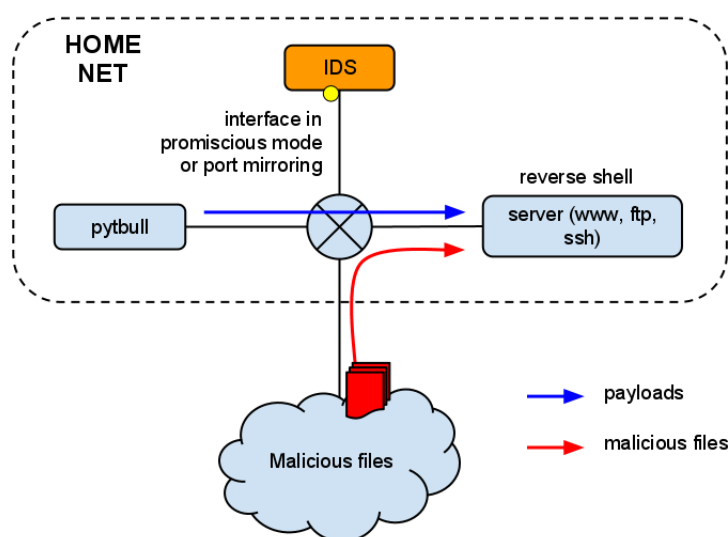 HOME
NET
IDS
interface in
promiscious mode
or port mirroring
reverse shell
pytbull
server (www, ftp,
ssh)
payloads
malicious files
Malicious files